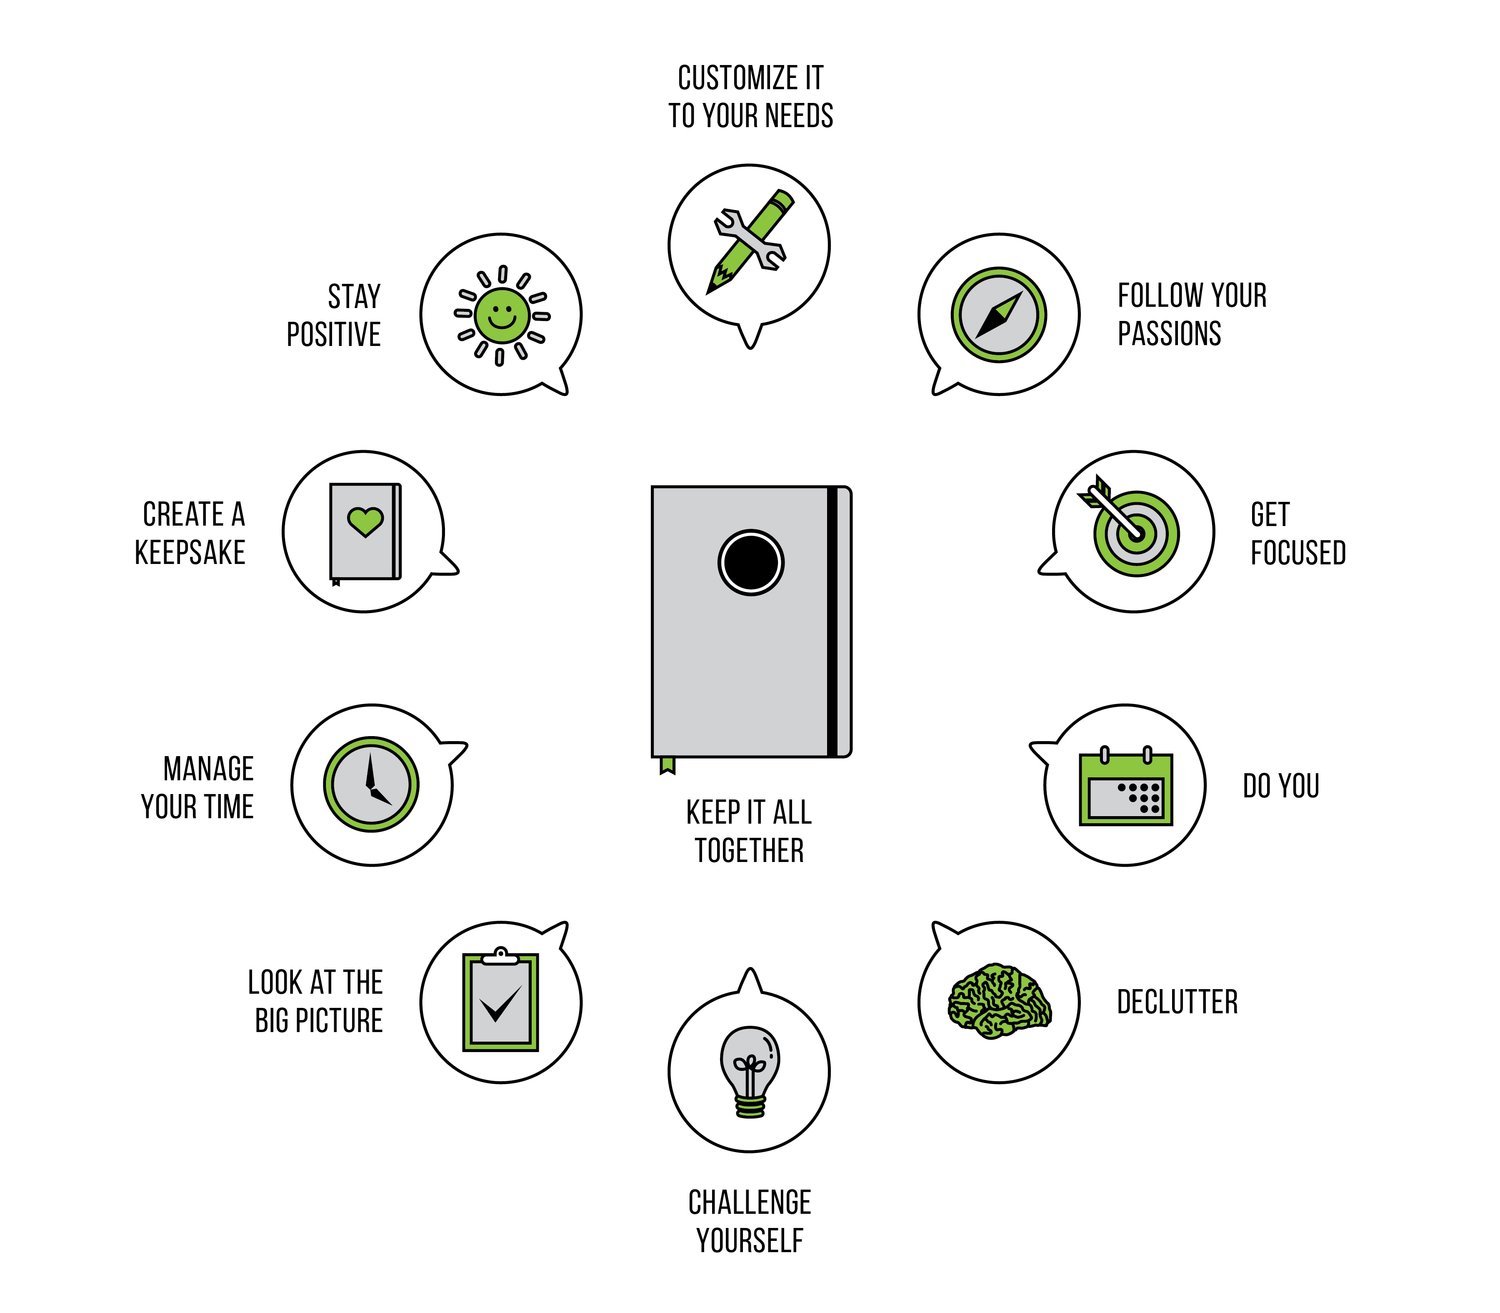 CUSTOMIZE IT
TO YOUR NEEDS
STAY
POSITIVE
FOLLOW YOUR
PASSIONS
CREATE A
KEEPSAKE
GET
FOCUSED
MANAGE
YOUR TIME
KEEP IT ALL
TOGETHER
DO YOU
LOOK AT THE
BIG PICTURE
DECLUTTER
CHALLENGE
YOURSELF